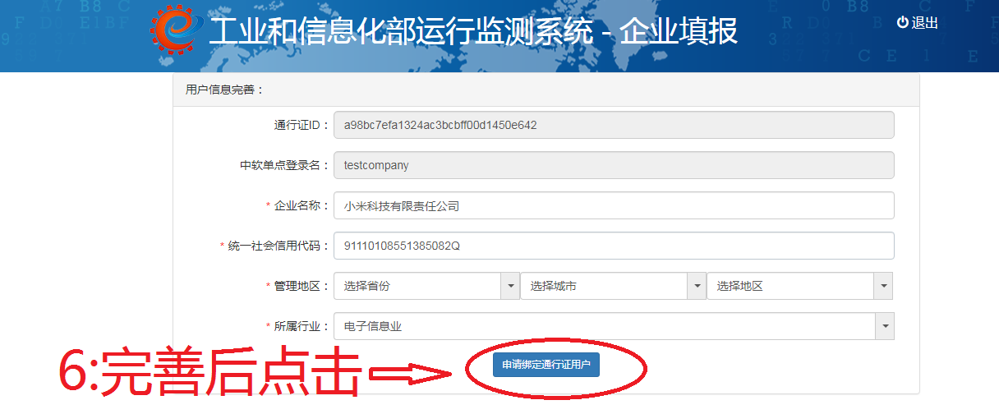 工业和信息化部运行监测系统 - 企业填报
退出
用户信息完善：
通行证ID： a98bc7efa1324ac3bcbff00d1450e642
中软单点登录名： testcompany
* 企业名称： 小米科技有限责任公司
* 统一社会信用代码： 91110108551385082Q
* 管理地区： 选择省份 选择城市 选择地区
* 所属行业： 电子信息业
6:完善后点击 申请绑定通行证用户